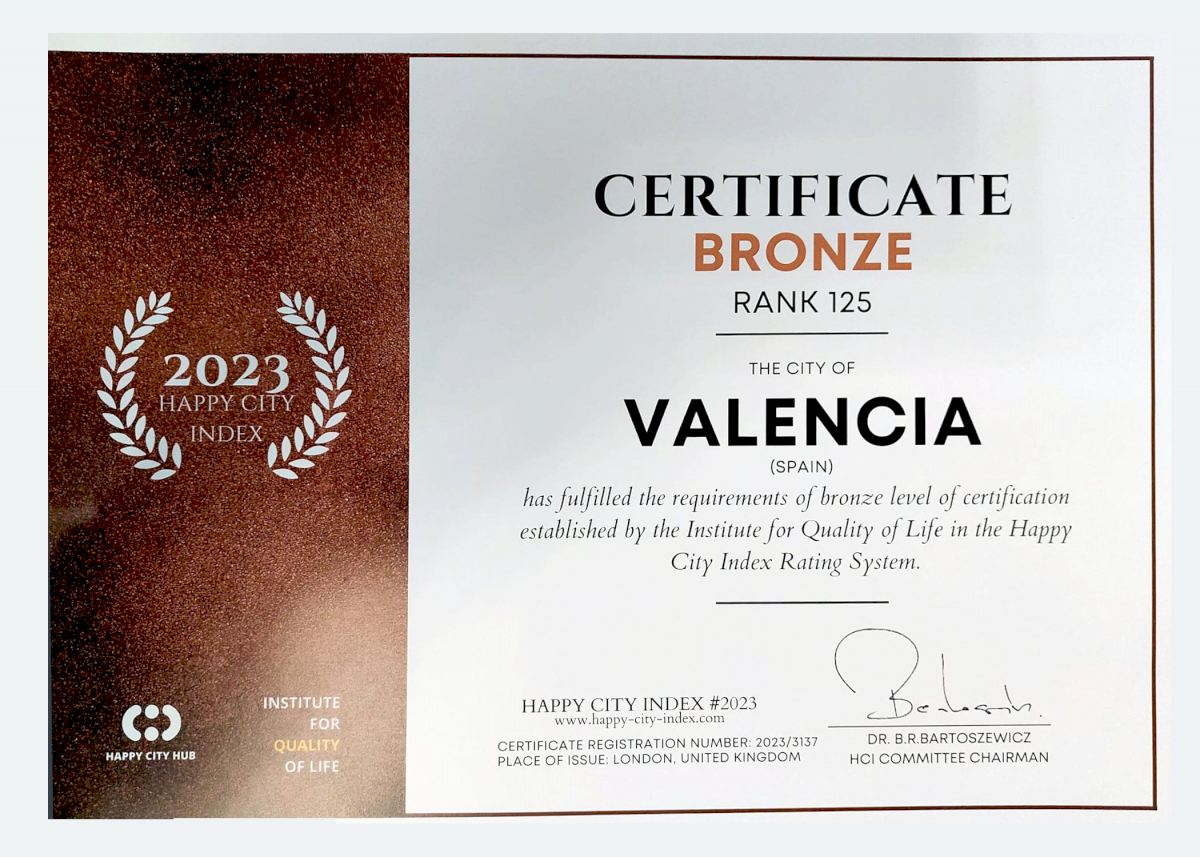 2023
HAPPY CITY
INDEX
HAPPY CITY HUB
INSTITUTE
FOR
QUALITY
OF LIFE
CERTIFICATE
BRONZE
RANK 125
THE CITY OF
VALENCIA
(SPAIN)
has fulfilled the requirements of bronze level of certification
established by the Institute for Quality of Life in the Happy
City Index Rating System.
HAPPY CITY INDEX #2023
www.happy-city-index.com
CERTIFICATE REGISTRATION NUMBER: 2023/3137
PLACE OF ISSUE: LONDON, UNITED KINGDOM
DR. B.R.BARTOSZEWICZ
HCI COMMITTEE CHAIRMAN